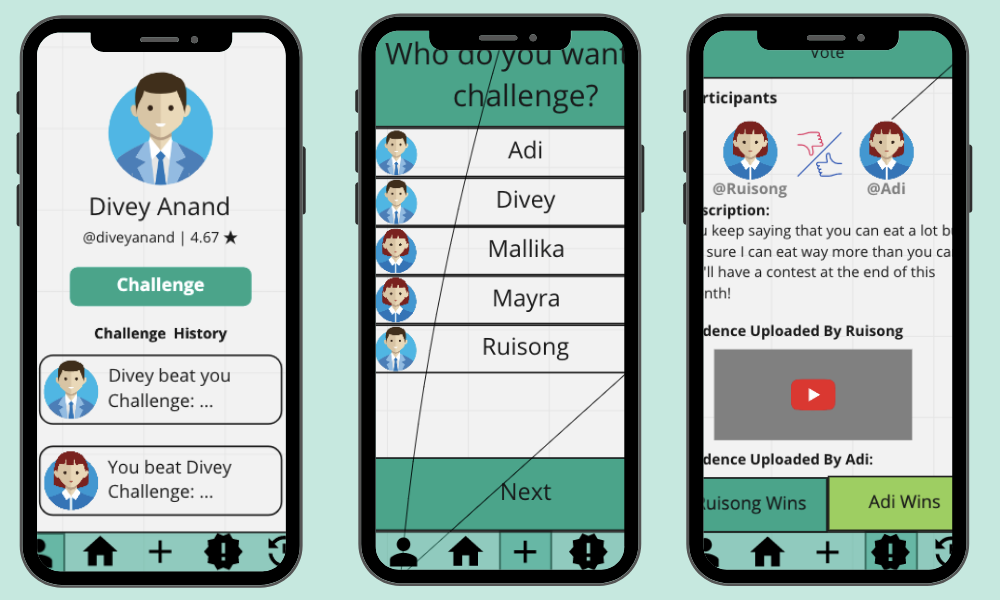 Divey Anand
@diveyanand | 4.67 ★
Challenge
Challenge History
Divey beat you
Challenge: ...
You beat Divey
Challenge: ...
Who do you want
challenge?
Adi
Divey
Mallika
Mayra
Ruisong
Next
Vote
rticipants
@Ruisong
@Adi
scription:
keep saying that you can eat a lot
sure I can eat way more than you ca
'll have a contest at the end of this
nth!
dence Uploaded By Ruisong
dence Uploaded By Adi:
Ruisong Wins
Adi Wins